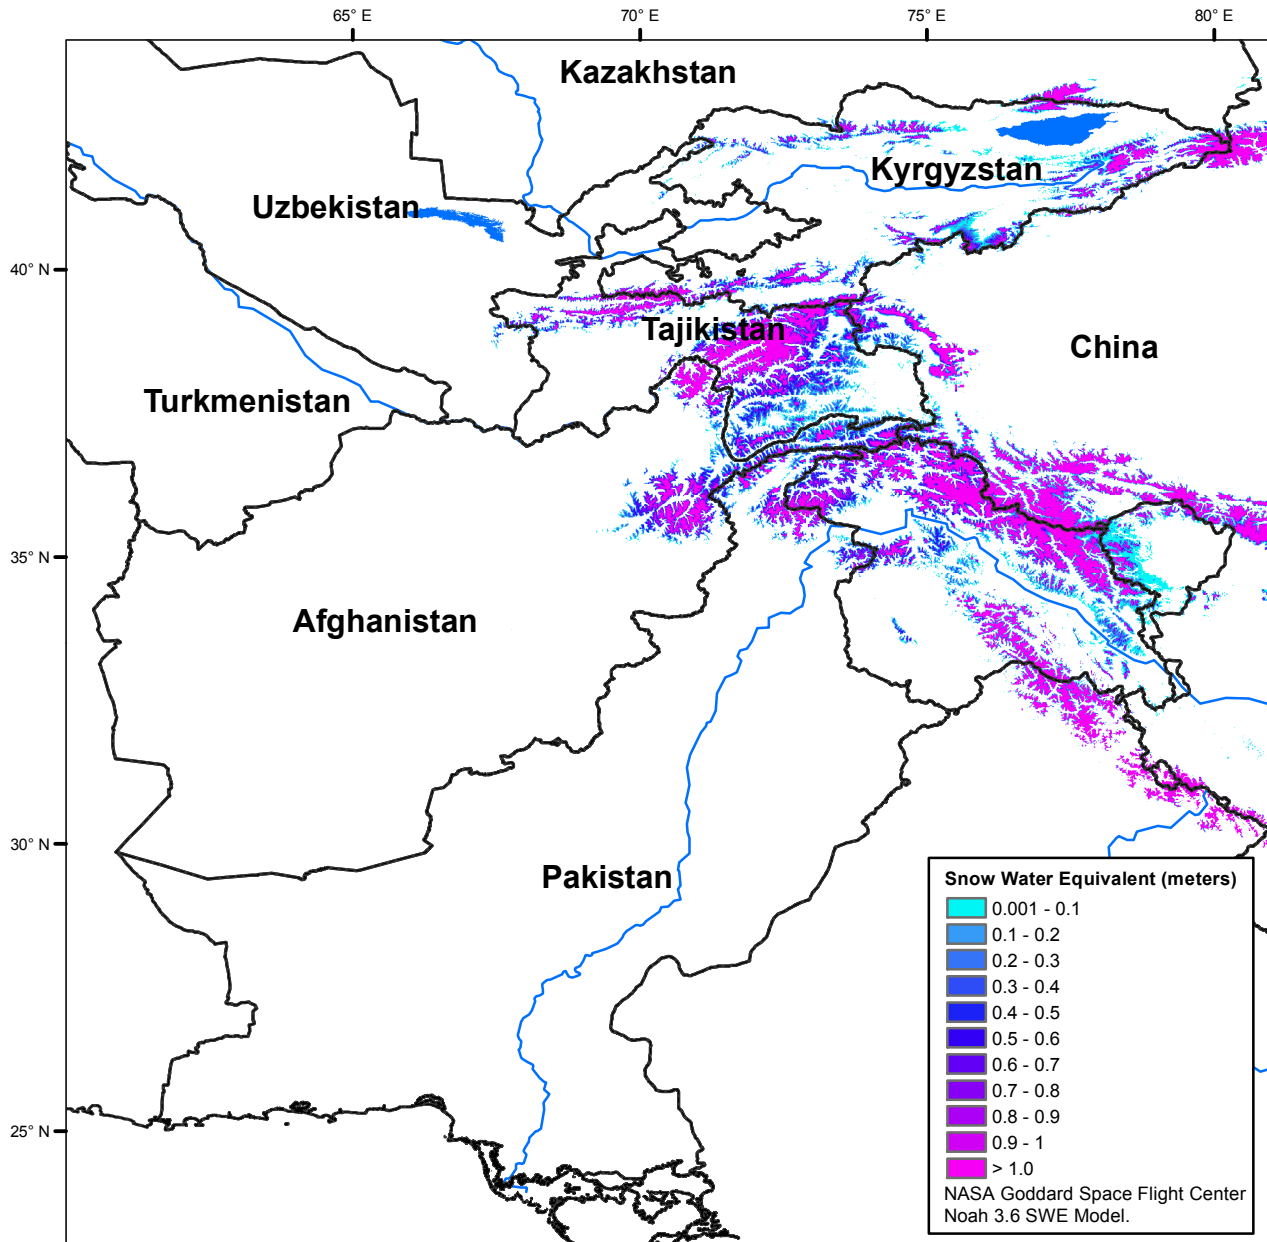 65° E
70° E
75° E
80° E
Kazakhstan
Kyrgyzstan
Uzbekistan
40° N
Tajikistan
China
Turkmenistan
35° N
Afghanistan
30° N
Pakistan
25° N
Snow Water Equivalent (meters)
0.001 - 0.1
0.1 - 0.2
0.2 - 0.3
0.3 - 0.4
0.4 - 0.5
0.5 - 0.6
0.6 - 0.7
0.7 - 0.8
0.8 - 0.9
0.9 - 1
> 1.0
NASA Goddard Space Flight Center
Noah 3.6 SWE Model.